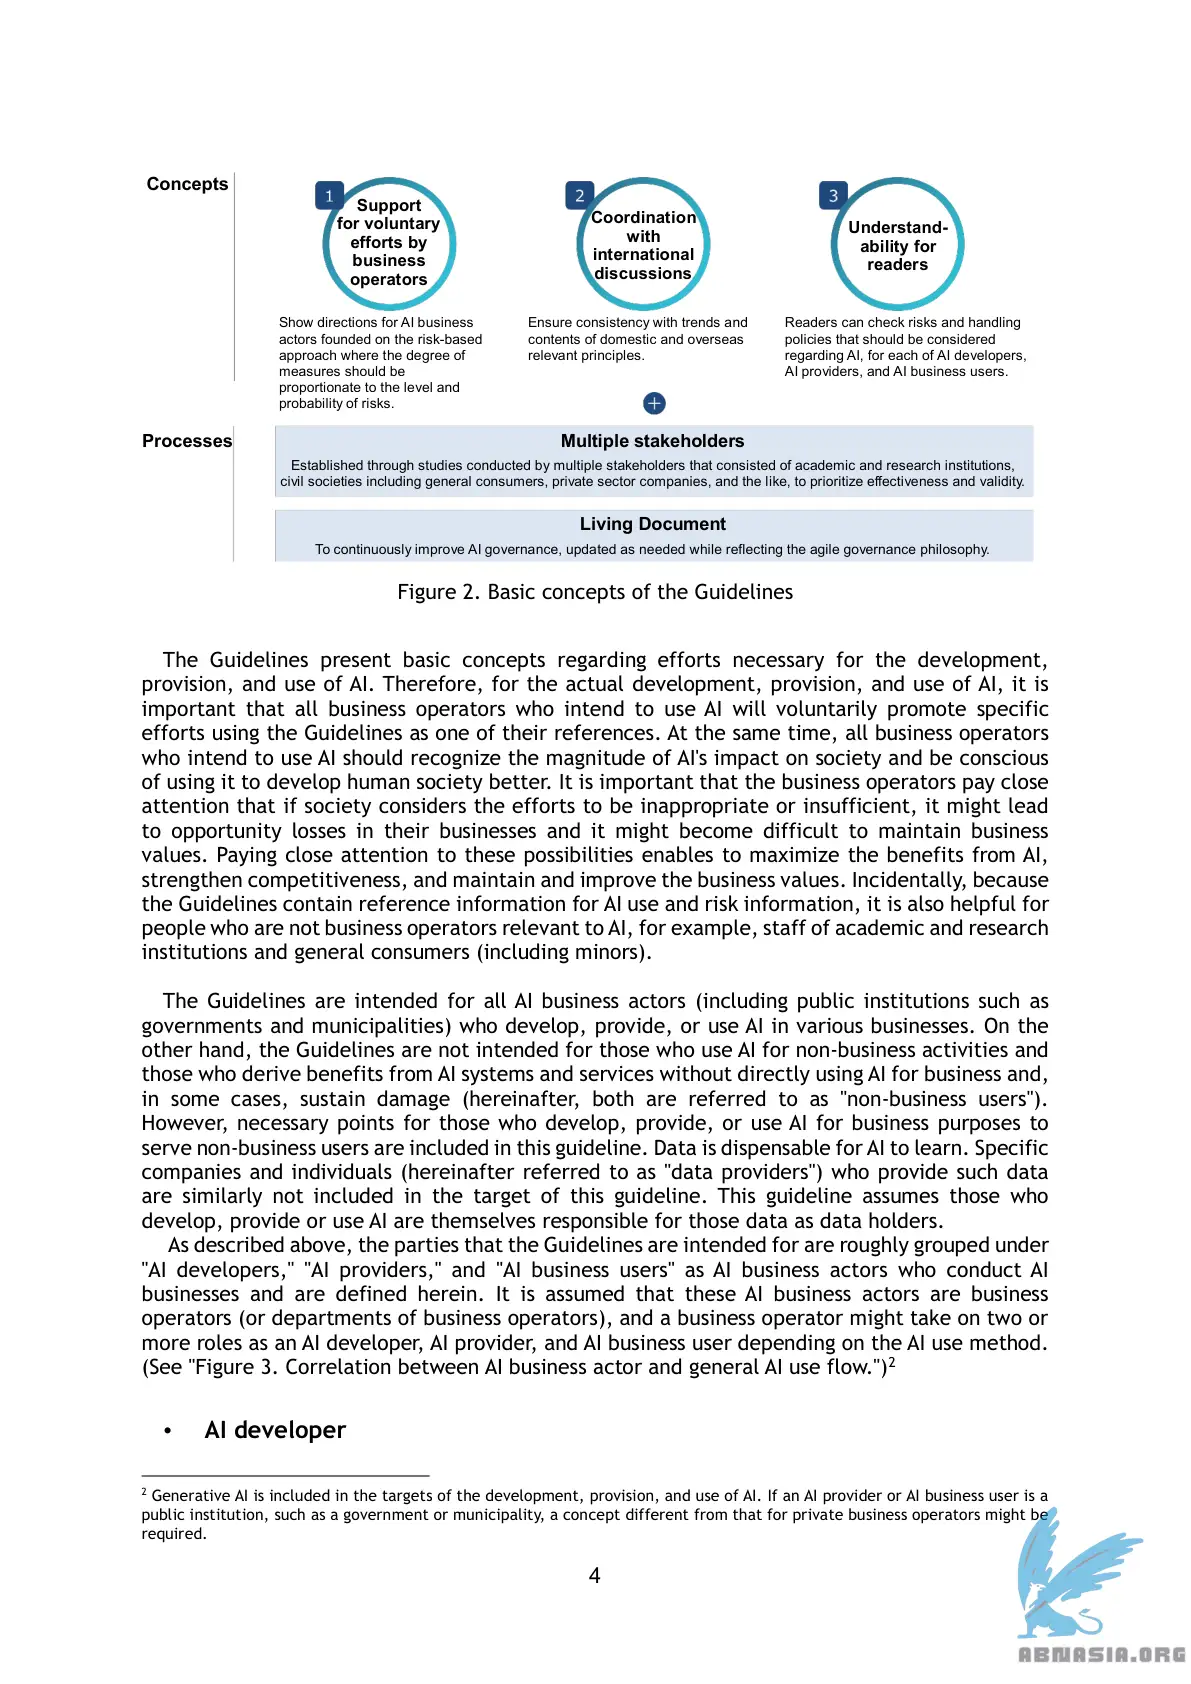 Concepts
1
Support
for voluntary
efforts by
business
operators
2
Coordination
with
international
discussions
3
Understand-
ability for
readers
Show directions for AI business
actors founded on the risk-based
approach where the degree of
measures should be
proportionate to the level and
probability of risks.
Ensure consistency with trends and
contents of domestic and overseas
relevant principles.
Readers can check risks and handling
policies that should be considered
regarding AI, for each of AI developers,
AI providers, and AI business users.
+
Processes
Multiple stakeholders
Established through studies conducted by multiple stakeholders that consisted of academic and research institutions,
civil societies including general consumers, private sector companies, and the like, to prioritize effectiveness and validity.
Living Document
To continuously improve AI governance, updated as needed while reflecting the agile governance philosophy.
Figure 2. Basic concepts of the Guidelines
The Guidelines present basic concepts regarding efforts necessary for the development,
provision, and use of AI. Therefore, for the actual development, provision, and use of AI, it is
important that all business operators who intend to use AI will voluntarily promote specific
efforts using the Guidelines as one of their references. At the same time, all business operators
who intend to use AI should recognize the magnitude of AI's impact on society and be conscious
of using it to develop human society better. It is important that the business operators pay close
attention that if society considers the efforts to be inappropriate or insufficient, it might lead
to opportunity losses in their businesses and it might become difficult to maintain business
values. Paying close attention to these possibilities enables to maximize the benefits from AI,
strengthen competitiveness, and maintain and improve the business values. Incidentally, because
the Guidelines contain reference information for AI use and risk information, it is also helpful for
people who are not business operators relevant to AI, for example, staff of academic and research
institutions and general consumers (including minors).
The Guidelines are intended for all AI business actors (including public institutions such as
governments and municipalities) who develop, provide, or use AI in various businesses. On the
other hand, the Guidelines are not intended for those who use AI for non-business activities and
those who derive benefits from AI systems and services without directly using AI for business and,
in some cases, sustain damage (hereinafter, both are referred to as "non-business users").
However, necessary points for those who develop, provide, or use AI for business purposes to
serve non-business users are included in this guideline. Data is dispensable for AI to learn. Specific
companies and individuals (hereinafter referred to as "data providers") who provide such data
are similarly not included in the target of this guideline. This guideline assumes those who
develop, provide or use AI are themselves responsible for those data as data holders.
As described above, the parties that the Guidelines are intended for are roughly grouped under
"AI developers," "AI providers," and "AI business users" as AI business actors who conduct AI
businesses and are defined herein. It is assumed that these AI business actors are business
operators (or departments of business operators), and a business operator might take on two or
more roles as an AI developer, AI provider, and AI business user depending on the AI use method.
(See "Figure 3. Correlation between AI business actor and general AI use flow.")2
• AI developer
2 Generative AI is included in the targets of the development, provision, and use of AI. If an AI provider or AI business user is a
public institution, such as a government or municipality, a concept different from that for private business operators might be
required.
4
ABNASIA.ORG